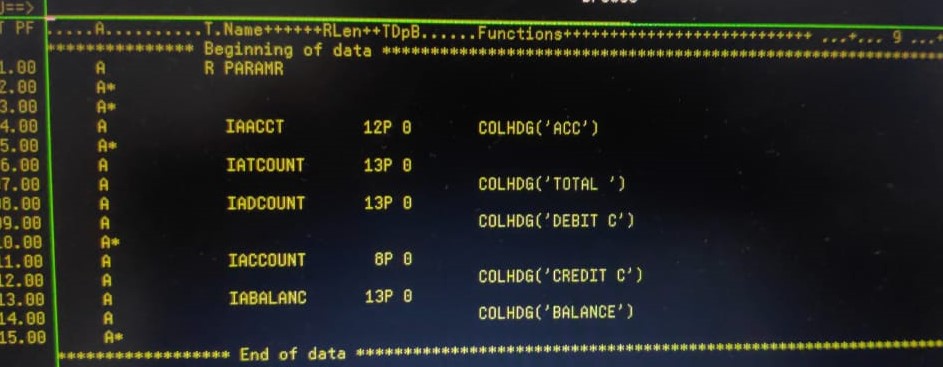 ==>
PF .....A..........T.Name++++++RLen++TDpB......Functions++++++++++++++++++++++++++++ ...+... 9 ...+
***************** Beginning of data ****************************************************
1.00 A R PARAMR
2.00 A*
3.00 A*
4.00 A IAACCT 12P 0 COLHDG('ACC')
5.00 A*
6.00 A IATCOUNT 13P 0
7.00 A COLHDG('TOTAL ')
8.00 A IADCOUNT 13P 0
09.00 A COLHDG('DEBIT C')
10.00 A*
11.00 A IACCOUNT 8P 0
12.00 A COLHDG('CREDIT C')
13.00 A IABALANC 13P 0
14.00 A COLHDG('BALANCE')
15.00 A*
****************** End of data ****************************************************